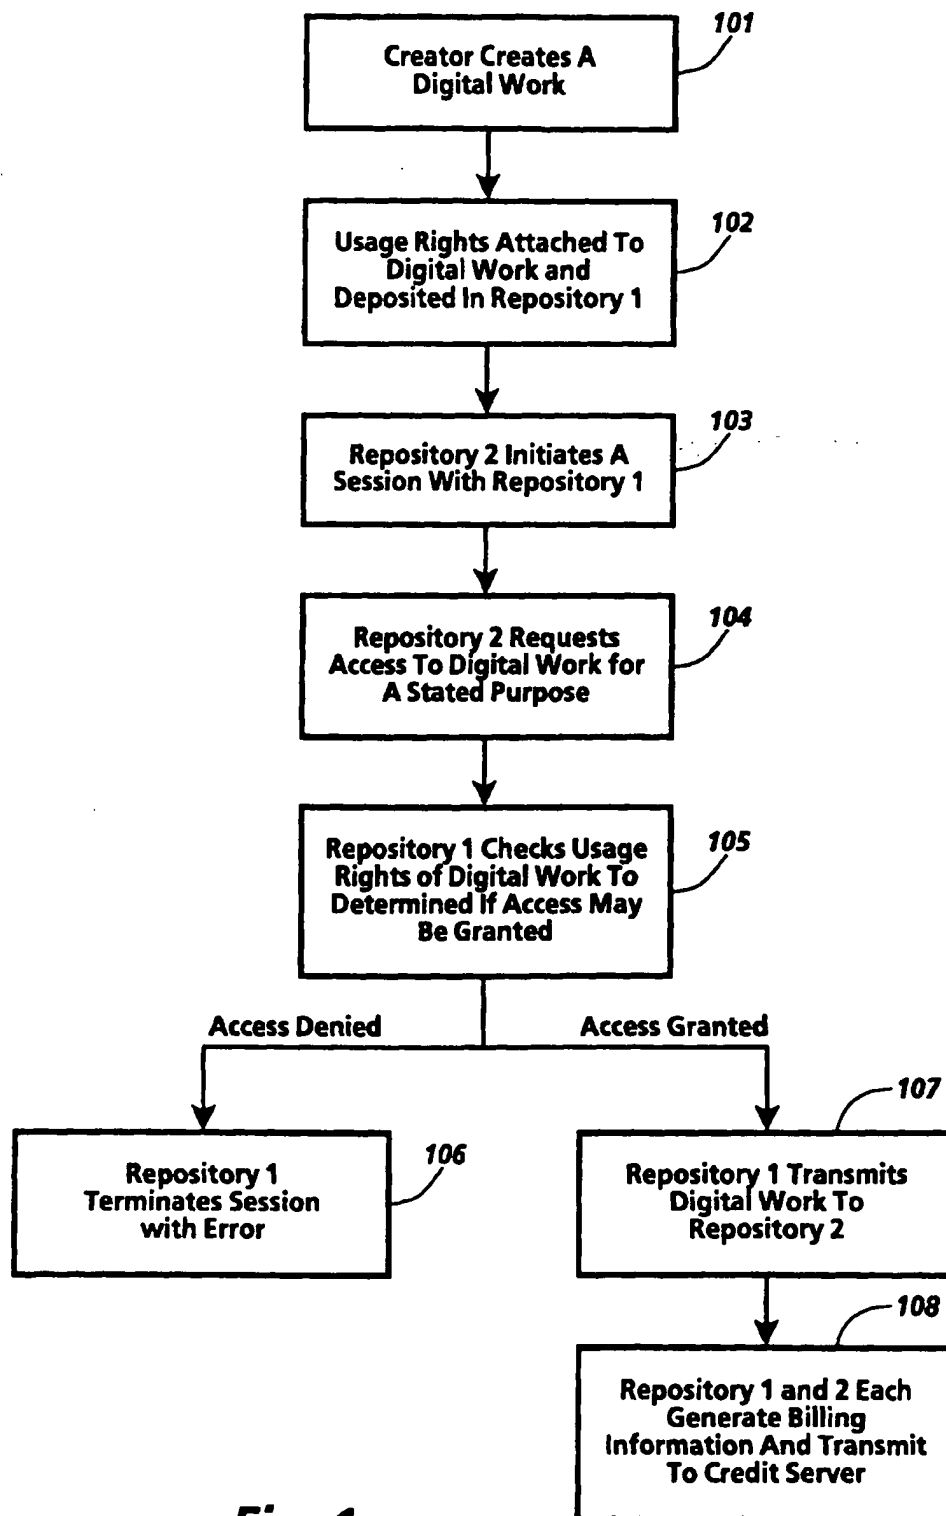 101
Creator Creates A
Digital Work
102
Usage Rights Attached To
Digital Work and
Deposited In Repository 1
103
Repository 2 Initiates A
Session With Repository 1
104
Repository 2 Requests
Access To Digital Work for
A Stated Purpose
105
Repository 1 Checks Usage
Rights of Digital Work To
Determined If Access May
Be Granted
Access Denied
Access Granted
106
Repository 1
Terminates Session
with Error
107
Repository 1 Transmits
Digital Work To
Repository 2
108
Repository 1 and 2 Each
Generate Billing
Information And Transmit
To Credit Server